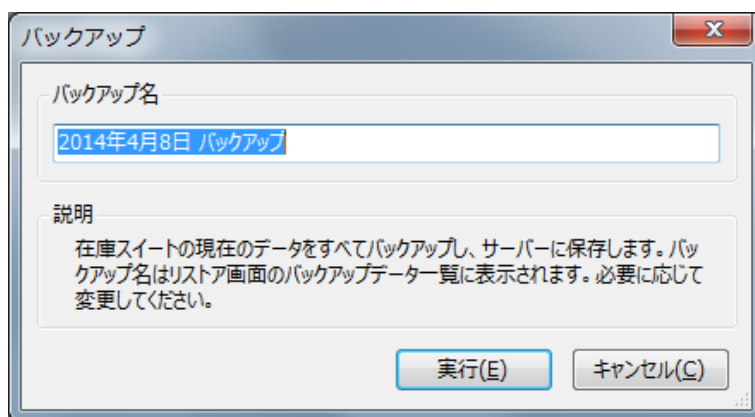 バックアップ
バックアップ名
2014年4月8日 バックアップ
説明
在庫スイートの現在のデータをすべてバックアップし、サーバーに保存します。バッ
クアップ名はリストア画面のバックアップデータ一覧に表示されます。必要に応じて
変更してください。
実行(E)
キャンセル(C)